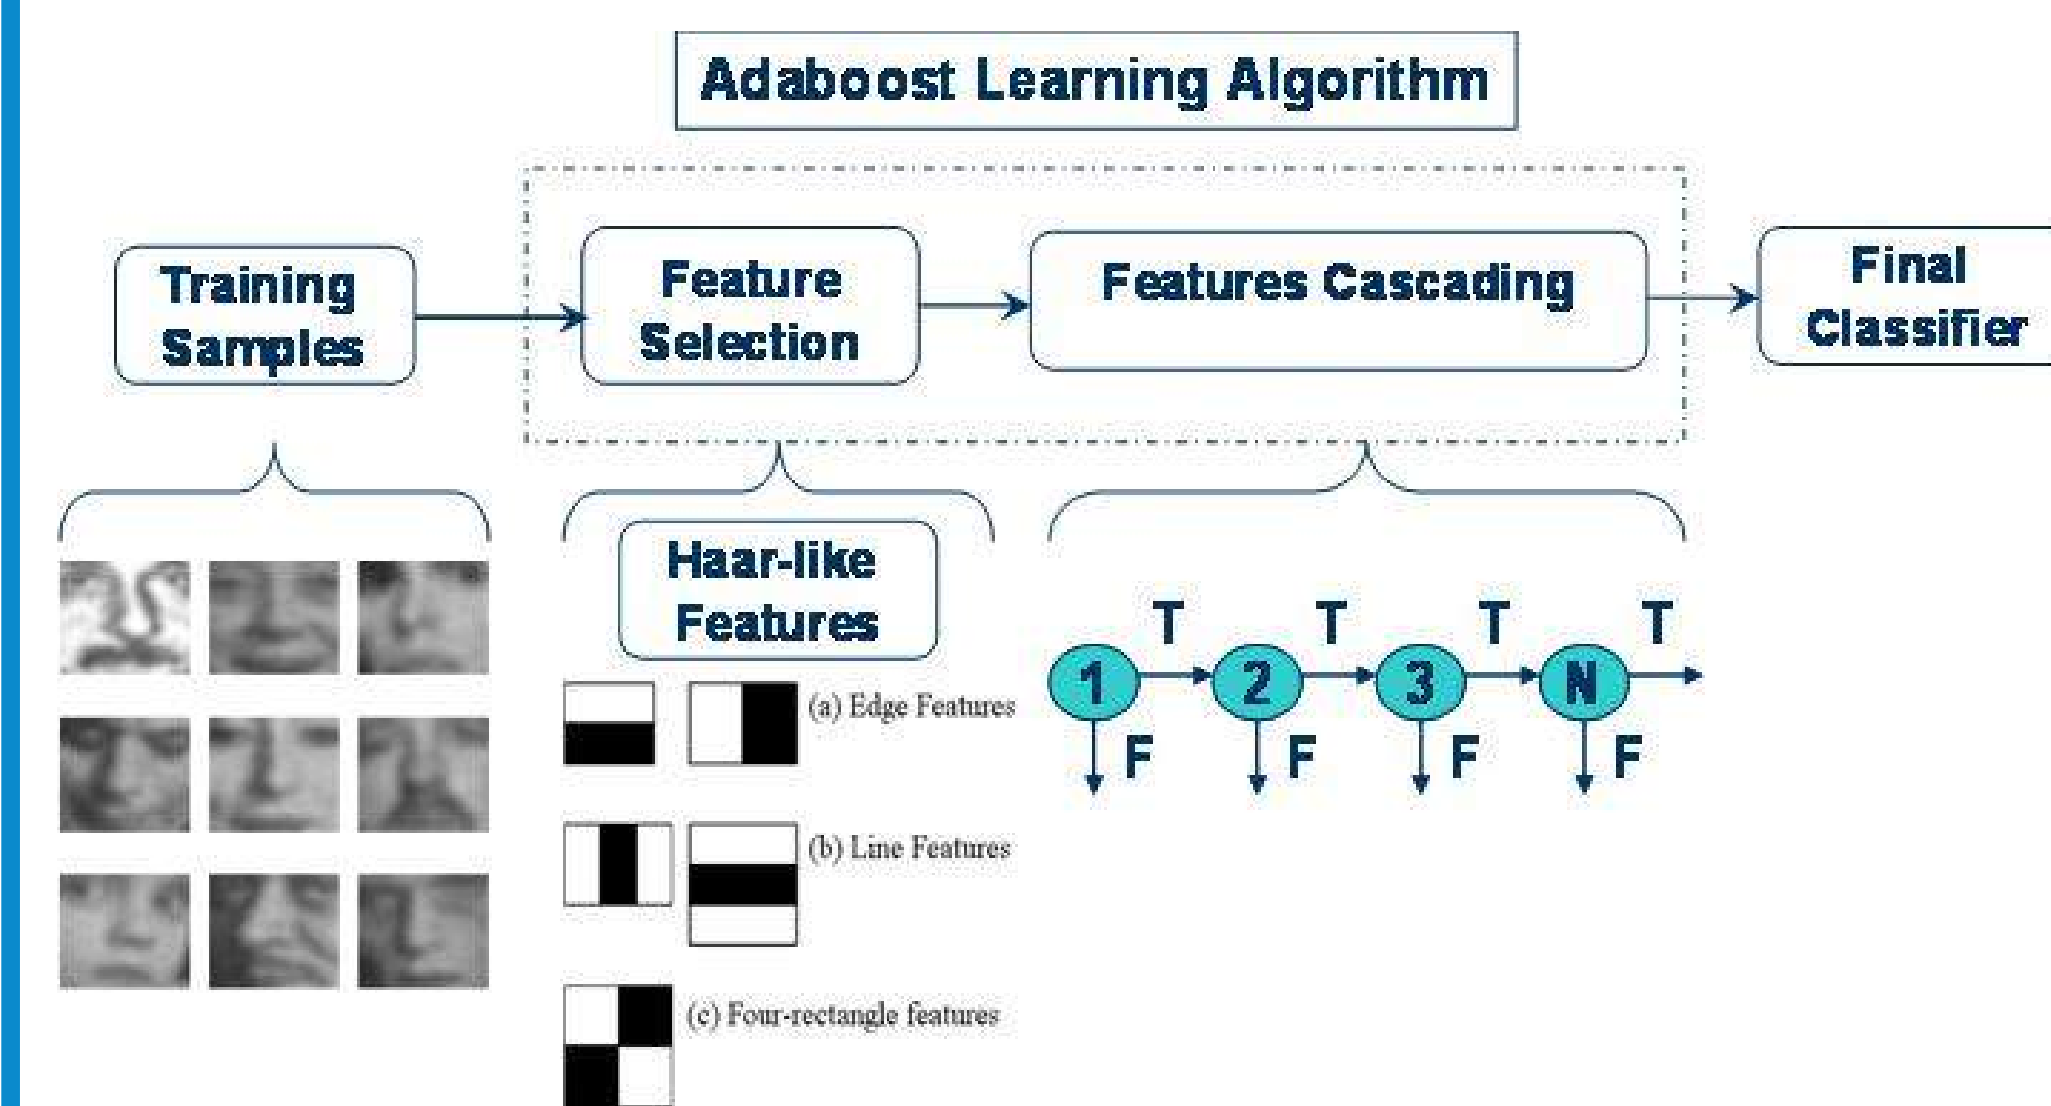 Adaboost Learning Algorithm
Training
Samples
Feature
Selection
Features Cascading
Final
Classifier
Haar-like
Features
(a) Edge Features
(b) Line Features
(c) Four-rectangle features
T T T T
1 2 3 N
F F F F